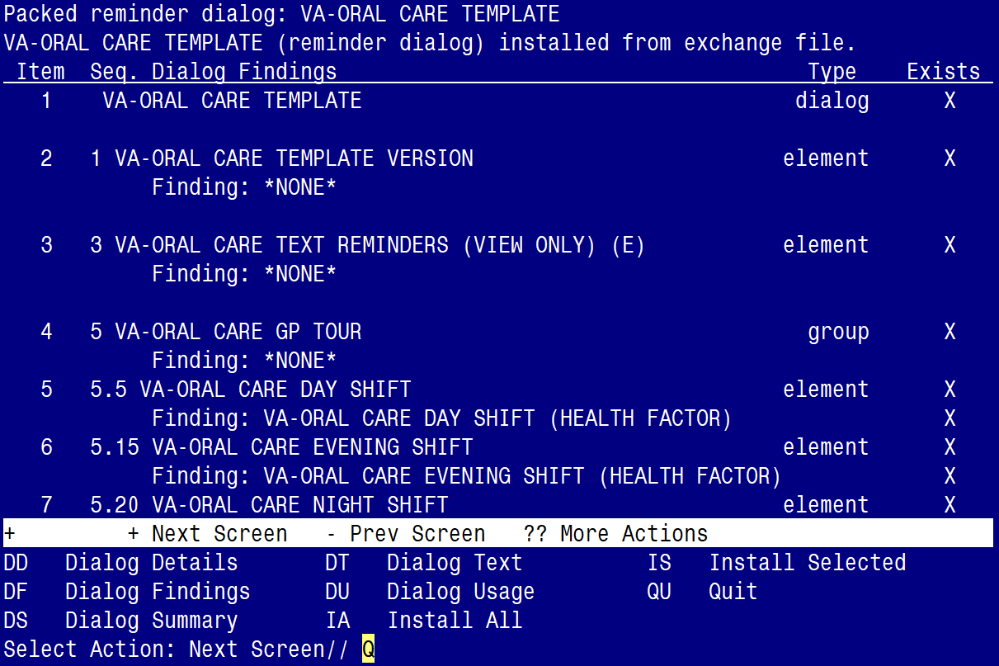 Packed reminder dialog: VA-ORAL CARE TEMPLATE
VA-ORAL CARE TEMPLATE (reminder dialog) installed from exchange file.
Item  Seq. Dialog Findings  Type  Exists
1  VA-ORAL CARE TEMPLATE  dialog  X
2  1 VA-ORAL CARE TEMPLATE VERSION  element  X
Finding: *NONE*
3  3 VA-ORAL CARE TEXT REMINDERS (VIEW ONLY) (E)  element  X
Finding: *NONE*
4  5 VA-ORAL CARE GP TOUR  group  X
Finding: *NONE*
5  5.5 VA-ORAL CARE DAY SHIFT  element  X
Finding: VA-ORAL CARE DAY SHIFT (HEALTH FACTOR)  X
6  5.15 VA-ORAL CARE EVENING SHIFT  element  X
Finding: VA-ORAL CARE EVENING SHIFT (HEALTH FACTOR)  X
7  5.20 VA-ORAL CARE NIGHT SHIFT  element  X
+  + Next Screen  - Prev Screen  ?? More Actions
DD  Dialog Details  DT  Dialog Text  IS  Install Selected
DF  Dialog Findings  DU  Dialog Usage  QU  Quit
DS  Dialog Summary  IA  Install All
Select Action: Next Screen// Q